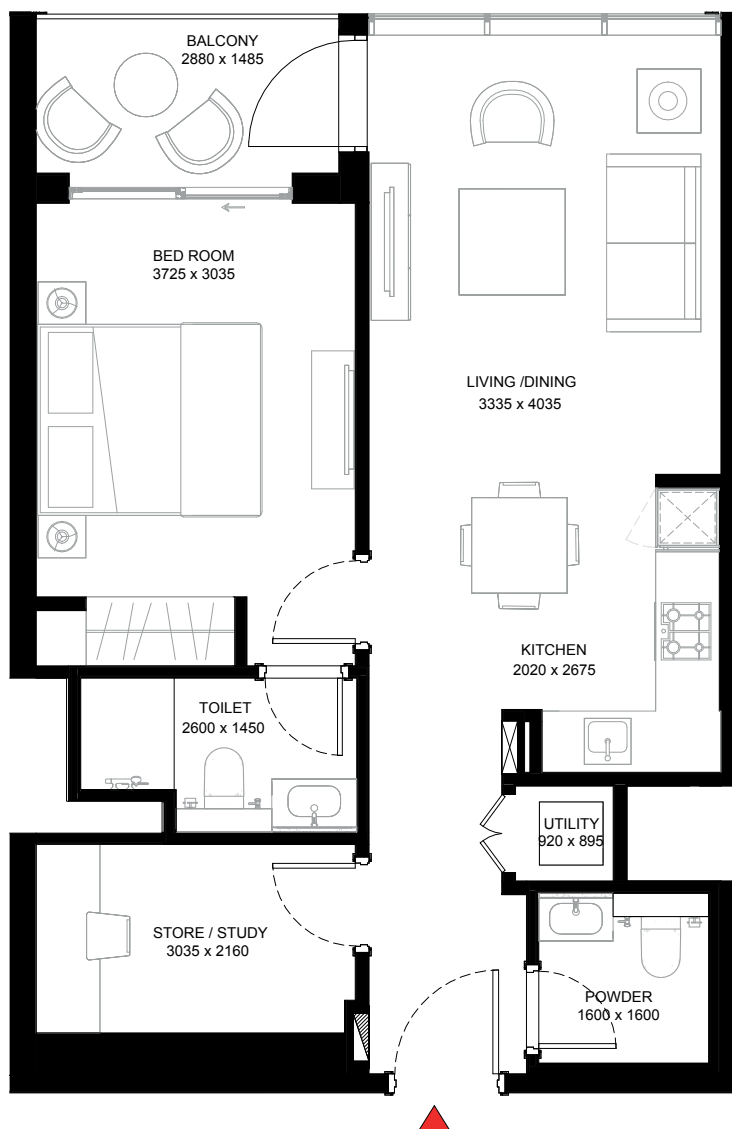 BALCONY
2880 x 1485
BED ROOM
3725 x 3035
LIVING /DINING
3335 x 4035
KITCHEN
2020 x 2675
TOILET
2600 x 1450
UTILITY
920 x 895
STORE / STUDY
3035 x 2160
POWDER
1600 x 1600